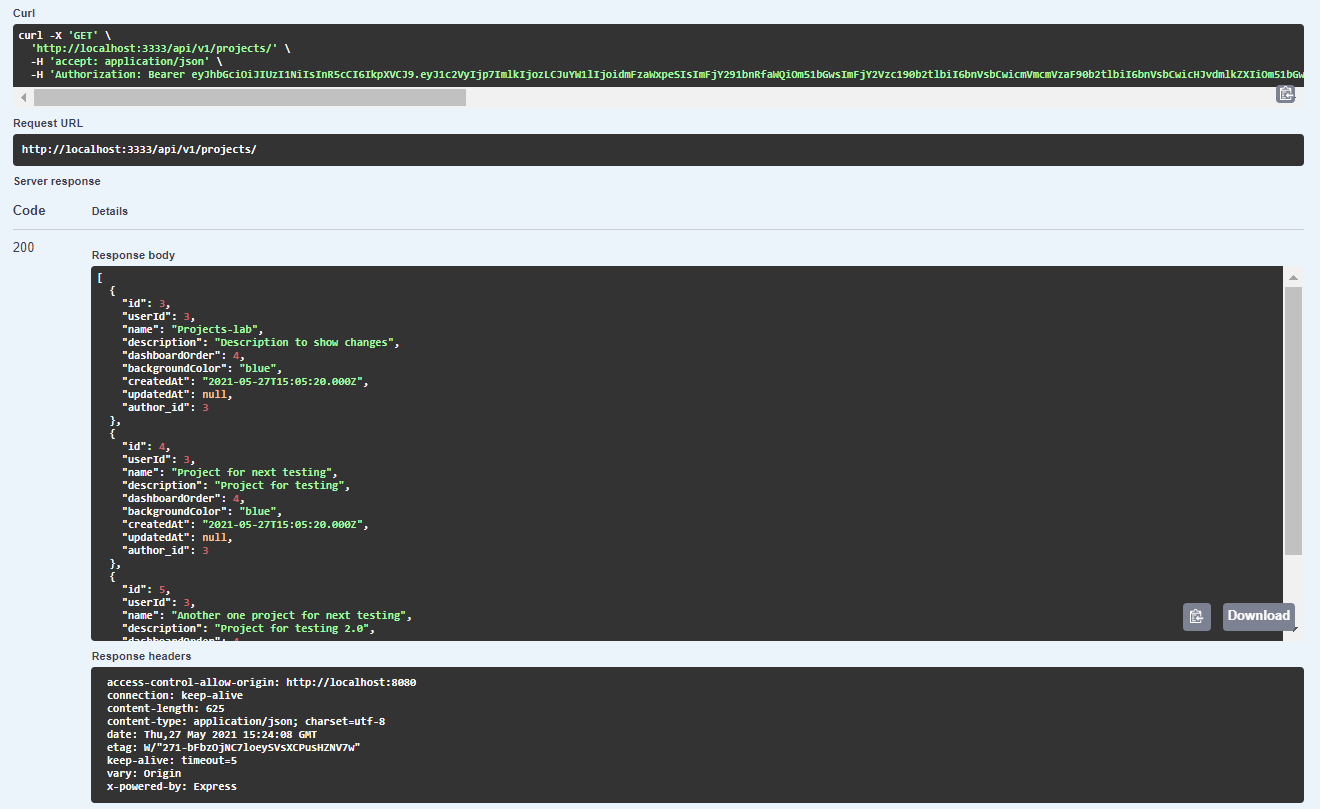 Curl
curl -X 'GET' \
  'http://localhost:3333/api/v1/projects/' \
  -H 'accept: application/json' \
  -H 'Authorization: Bearer
Request URL
http://localhost:3333/api/v1/projects/
Server response
Code Details
200
Response body
[
  {
    "id": 3,
    "userId": 3,
    "name": "Projects-lab",
    "description": "Description to show changes",
    "dashboardOrder": 4,
    "backgroundColor": "blue",
    "createdAt": "2021-05-27T15:05:20.000Z",
    "updatedAt": null,
    "author_id": 3
  },
  {
    "id": 4,
    "userId": 3,
    "name": "Project for next testing",
    "description": "Project for testing",
    "dashboardOrder": 4,
    "backgroundColor": "blue",
    "createdAt": "2021-05-27T15:05:20.000Z",
    "updatedAt": null,
    "author_id": 3
  },
  {
    "id": 5,
    "userId": 3,
    "name": "Another one project for next testing",
    "description": "Project for testing 2.0",
    "dashboardOrder": 4
Download
Response headers
access-control-allow-origin: http://localhost:8080
connection: keep-alive
content-length: 625
content-type: application/json; charset=utf-8
date: Thu,27 May 2021 15:24:08 GMT
etag: W/"271-bFbzOjNC7loeySVsXCPusHZNV7w"
keep-alive: timeout=5
vary: Origin
x-powered-by: Express